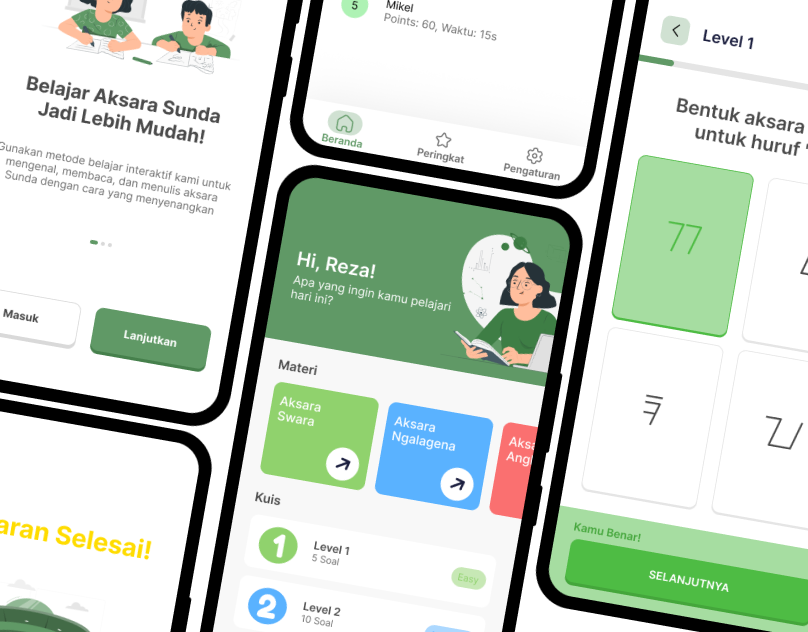 Belajar Aksara Sunda
Jadi Lebih Mudah!
Gunakan metode belajar interaktif kami untuk
mengenal, membaca, dan menulis aksara
Sunda dengan cara yang menyenangkan
Masuk
Lanjutkan
aran Selesai!
5
Mikel
Points: 60, Waktu: 15s
Beranda
Peringkat
Pengaturan
Hi, Reza!
Apa yang ingin kamu pelajari
hari ini?
Materi
Aksara
Swara
Aksara
Ngalagena
Aksa
Angl
Kuis
1
Level 1
5 Soal
Easy
2
Level 2
10 Soal
Level 1
Bentuk aksara
untuk huruf "
Kamu Benar!
SELANJUTNYA